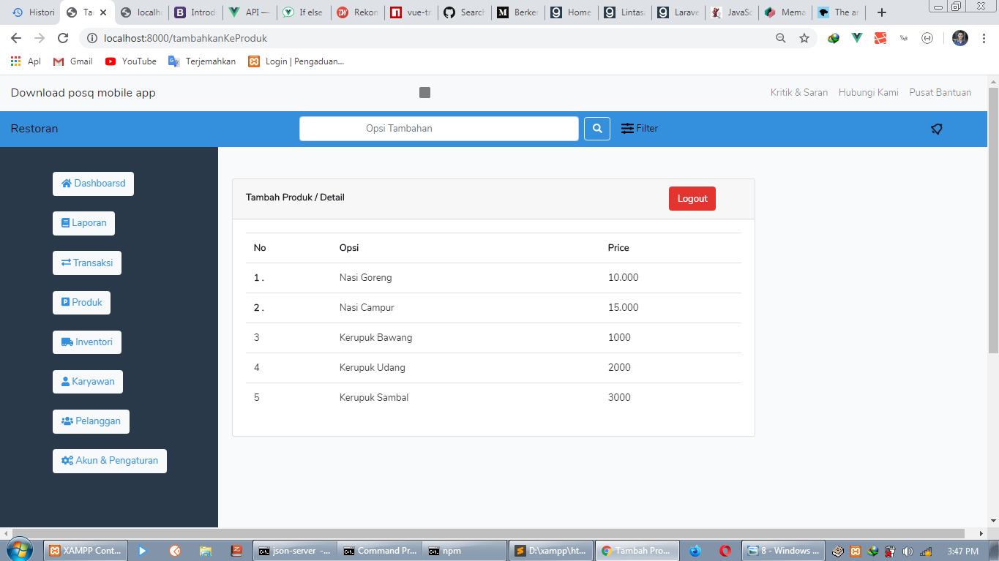 Histori
Ta
localh
Introd
API —
If else
Rekon
vue-tr
Search
Berker
Home
Lintas
Larave
JavaSc
Mema
The ar
localhost:8000/tambahkanKeProduk
Apl
Gmail
YouTube
Terjemahkan
Login | Pengaduan...
Download posq mobile app
Kritik & Saran
Hubungi Kami
Pusat Bantuan
Restoran
Opsi Tambahan
Filter
Dashboarsd
Laporan
Transaksi
Produk
Inventori
Karyawan
Pelanggan
Akun & Pengaturan
Tambah Produk / Detail
Logout
No Opsi Price
1 . Nasi Goreng 10.000
2 . Nasi Campur 15.000
3 Kerupuk Bawang 1000
4 Kerupuk Udang 2000
5 Kerupuk Sambal 3000
XAMPP Cont...
json-server -...
Command Pr...
npm
D:\xampp\ht...
Tambah Pro...
8 - Windows ...
3:47 PM